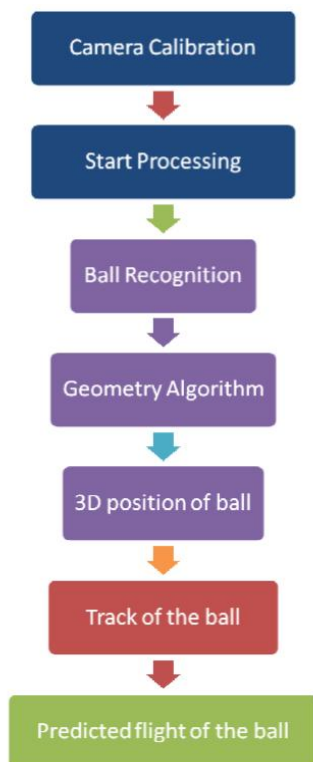 Camera Calibration
Start Processing
Ball Recognition
Geometry Algorithm
3D position of ball
Track of the ball
Predicted flight of the ball